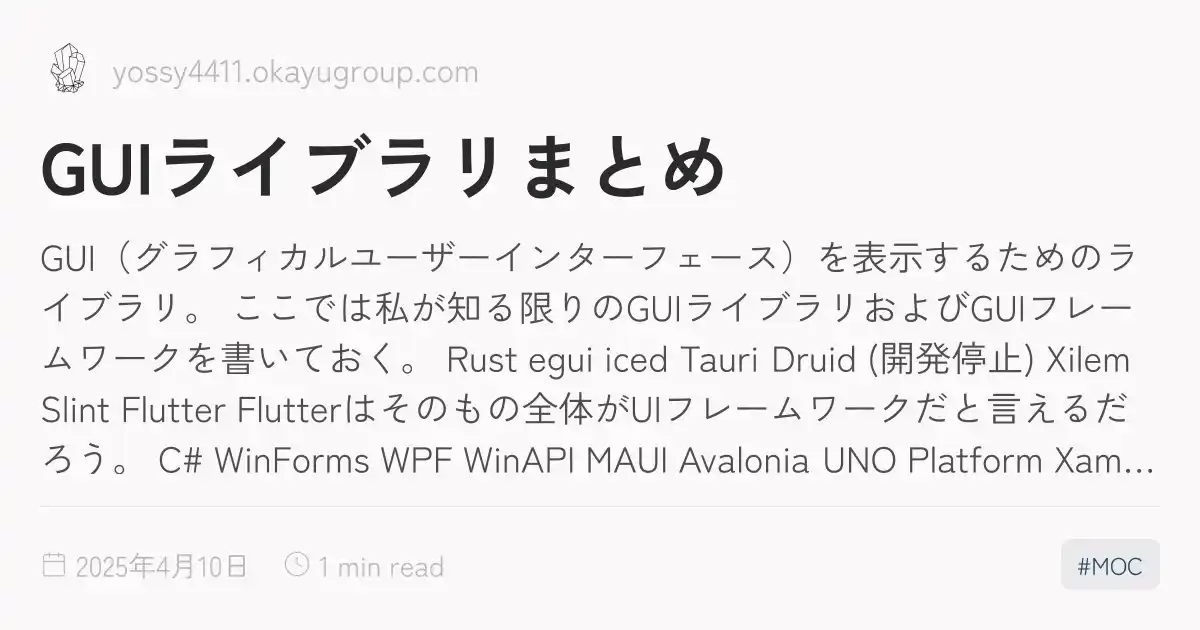 yossy4411.okayugroup.com
GUIライブラリまとめ
GUI（グラフィカルユーザーインターフェース）を表示するためのラ
イブラリ。 ここでは私が知る限りのGUIライブラリおよびGUIフレー
ムワークを書いておく。 Rust egui iced Tauri Druid (開発停止) Xilem
Slint Flutter Flutterはそのもの全体がUIフレームワークだと言えるだ
ろう。 C# WinForms WPF WinAPI MAUI Avalonia UNO Platform Xam...
2025年4月10日 1 min read
#MOC